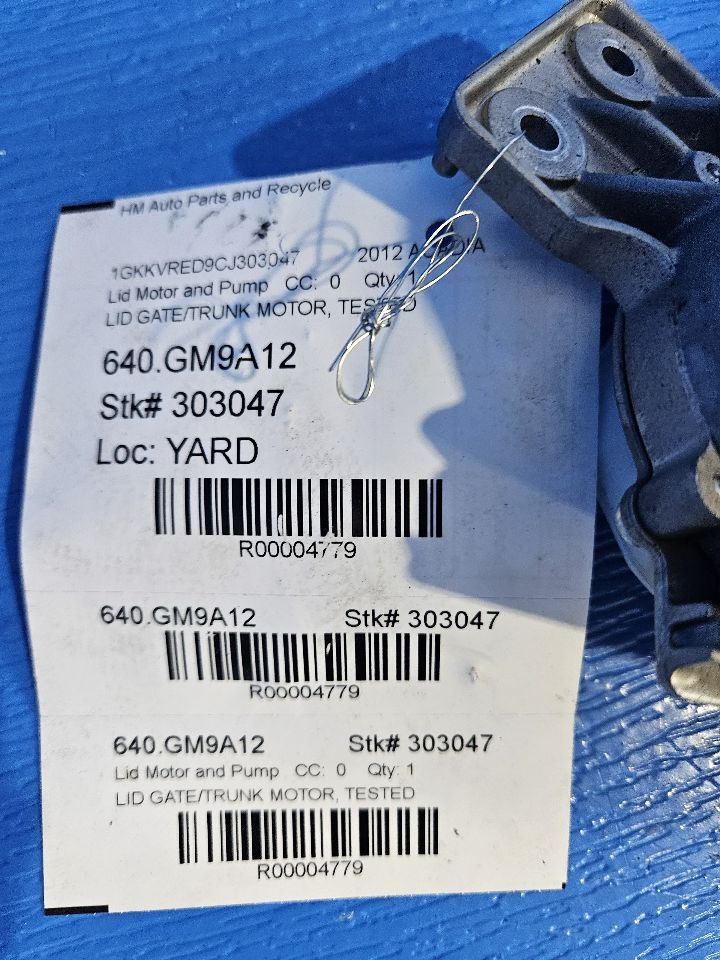 HM Auto Parts and Recycle
1GKKVRED9CJ303047 2012 ACADIA
Lid Motor and Pump CC: 0 Qty: 1
LID GATE/TRUNK MOTOR, TESTED
640.GM9A12
Stk# 303047
Loc: YARD
R00004779
640.GM9A12 Stk# 303047
R00004779
640.GM9A12 Stk# 303047
Lid Motor and Pump CC: 0 Qty: 1
LID GATE/TRUNK MOTOR, TESTED
R00004779